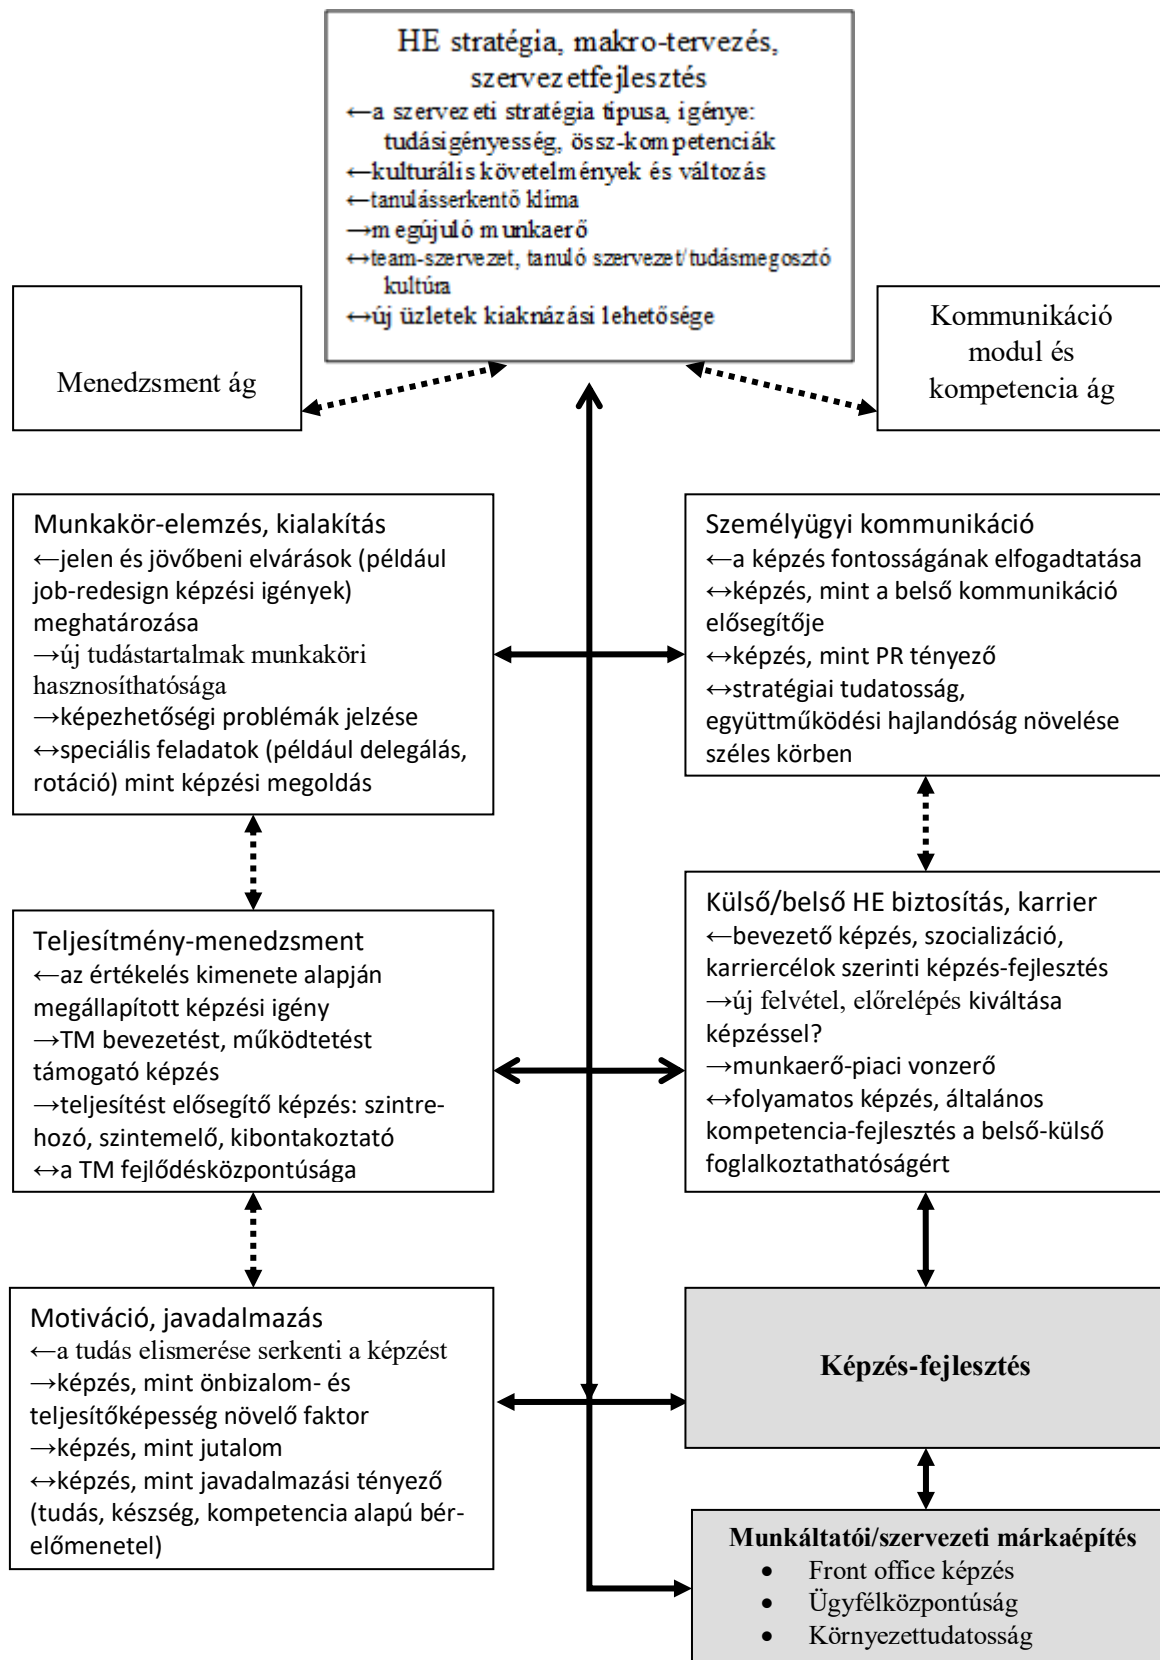 HE stratégia, makro-tervezés,
szervezetfejlesztés
←a szervezeti stratégia típusa, igénye:
tudásigényesség, össz-kompetenciák
←kulturális követelmények és változás
←tanulásserkentő klíma
→megújuló munkaerő
↔team-szervezet, tanuló szervezet/tudásmegosztó
kultúra
↔új üzletek kiaknázási lehetősége
Menedzsment ág
Kommunikáció
modul és
kompetencia ág
Munkakör-elemzés, kialakítás
←jelen és jövőbeni elvárások (például
job-redesign képzési igények)
meghatározása
→új tudástartalmak munkaköri
hasznosíthatósága
→képezhetőségi problémák jelzése
↔speciális feladatok (például delegálás,
rotáció) mint képzési megoldás
Személyügyi kommunikáció
←a képzés fontosságának elfogadtatása
↔képzés, mint a belső kommunikáció
elősegítője
↔képzés, mint PR tényező
↔stratégiai tudatosság,
együttműködési hajlandóság növelése
széles körben
Teljesítmény-menedzsment
←az értékelés kimenete alapján
megállapított képzési igény
→TM bevezetést, működtetést
támogató képzés
→teljesítést elősegítő képzés: szintre-
hozó, szintemelő, kibontakoztató
↔a TM fejlődésközpontúsága
Külső/belső HE biztosítás, karrier
←bevezető képzés, szocializáció,
karriercélok szerinti képzés-fejlesztés
→új felvétel, előrelépés kiváltása
képzéssel?
→munkaerő-piaci vonzerő
↔folyamatos képzés, általános
kompetencia-fejlesztés a belső-külső
foglalkoztathatóságért
Motiváció, javadalmazás
←a tudás elismerése serkenti a képzést
→képzés, mint önbizalom- és
teljesítőképesség növelő faktor
→képzés, mint jutalom
↔képzés, mint javadalmazási tényező
(tudás, készség, kompetencia alapú bér-
előmenetel)
Képzés-fejlesztés
Munkáltatói/szervezeti márkaépítés
• Front office képzés
• Ügyfélközpontúság
• Környezettudatosság